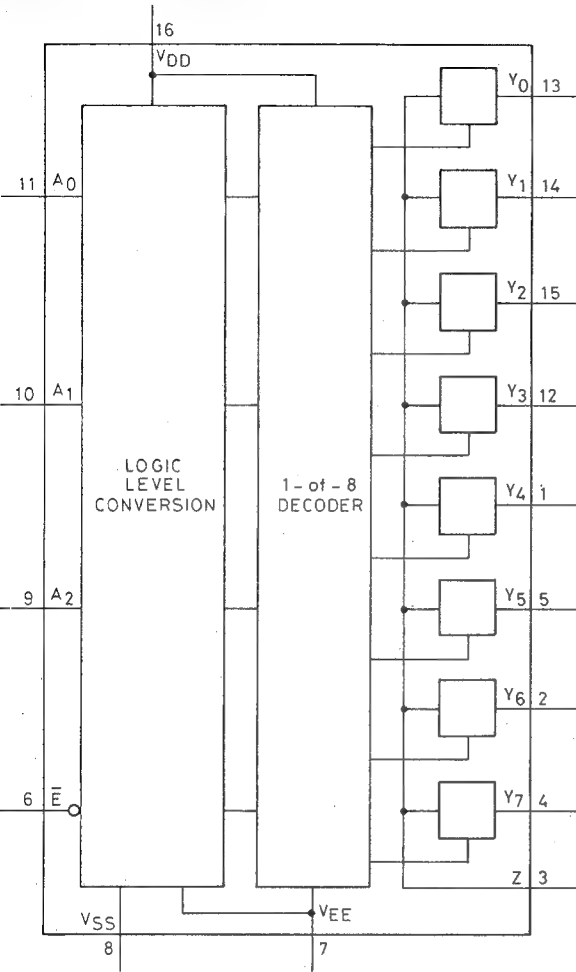 16
VDD
Y0 13
11 A0
Y1 14
Y2 15
10 A1
Y3 12
LOGIC
LEVEL
CONVERSION
1-of-8
DECODER
Y4 1
9 A2
Y5 5
Y6 2
6 E̅
Y7 4
Z 3
VSS
8
VEE
7